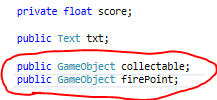 private float score;
public Text txt;
public GameObject collectable;
public GameObject firePoint;